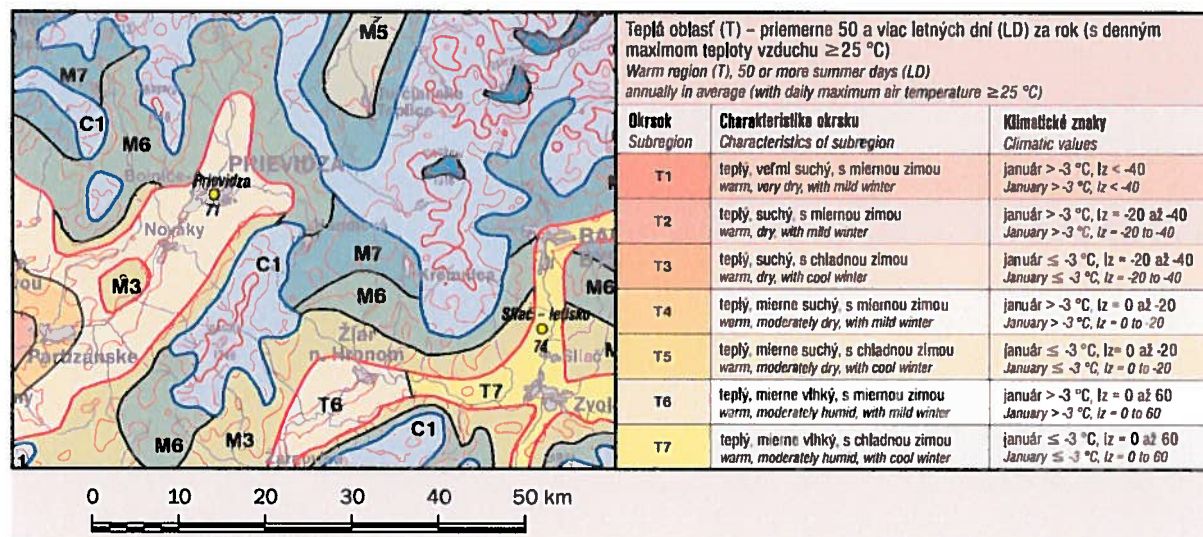 M5
M7
C1
M6
PRIEVIDZA
Prievidza
71
Nováky
M3
C1
M7
M6
Kremnica
M6
Sliač – letisko
74
Sliač
Partizánske
Žiar
n. Hronom
T7
T6
M6
M3
C1
1
Teplá oblasť (T) – priemerne 50 a viac letných dní (LD) za rok (s denným
maximom teploty vzduchu ≥25 °C)
Warm region (T), 50 or more summer days (LD)
annually in average (with daily maximum air temperature ≥25 °C)
Okrsok Charakteristika okrsku Klimatické znaky
Subregion Characteristics of subregion Climatic values
T1 teplý, veľmi suchý, s miernou zimou január > -3 °C, Iz < -40
warm, very dry, with mild winter January > -3 °C, Iz < -40
T2 teplý, suchý, s miernou zimou január > -3 °C, Iz = -20 až -40
warm, dry, with mild winter January > -3 °C, Iz = -20 to -40
T3 teplý, suchý, s chladnou zimou január ≤ -3 °C, Iz = -20 až -40
warm, dry, with cool winter January ≤ -3 °C, Iz = -20 to -40
T4 teplý, mierne suchý, s miernou zimou január > -3 °C, Iz = 0 až -20
warm, moderately dry, with mild winter January > -3 °C, Iz = 0 to -20
T5 teplý, mierne suchý, s chladnou zimou január ≤ -3 °C, Iz= 0 až -20
warm, moderately dry, with cool winter January ≤ -3 °C, Iz = 0 to -20
T6 teplý, mierne vlhký, s miernou zimou január > -3 °C, Iz = 0 až 60
warm, moderately humid, with mild winter January > -3 °C, Iz = 0 to 60
T7 teplý, mierne vlhký, s chladnou zimou január ≤ -3 °C, Iz = 0 až 60
warm, moderately humid, with cool winter January ≤ -3 °C, Iz = 0 to 60
0 10 20 30 40 50 km